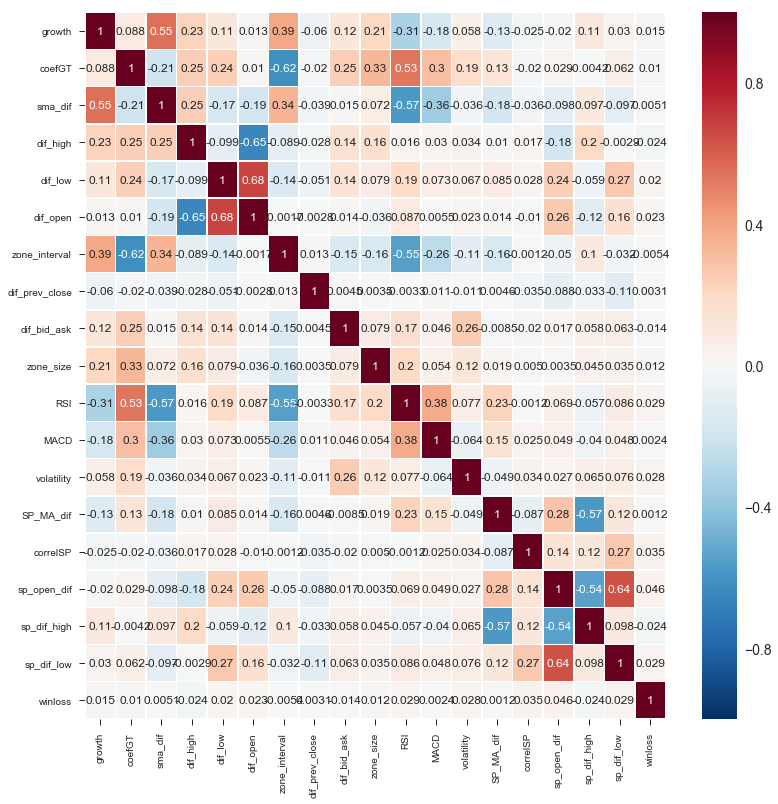 growth 1 0.088 0.55 0.23 0.11 0.013 0.39 -0.06 0.12 0.21 -0.31 -0.18 0.058 -0.13 -0.025 -0.02 0.11 0.03 0.015
coefGT 0.088 1 -0.21 0.25 0.24 0.01 -0.62 -0.02 0.25 0.33 0.53 0.3 0.19 0.13 -0.02 0.029 -0.0042 0.062 0.01
sma_dif 0.55 -0.21 1 0.25 -0.17 -0.19 0.34 -0.039 0.015 0.072 -0.57 -0.36 -0.036 -0.18 -0.036 -0.098 0.097 -0.097 0.0051
dif_high 0.23 0.25 0.25 1 -0.099 -0.65 -0.089 -0.028 0.14 0.16 0.016 0.03 0.034 0.01 0.017 -0.18 0.2 -0.0029 -0.024
dif_low 0.11 0.24 -0.17 -0.099 1 0.68 -0.14 -0.051 0.14 0.079 0.19 0.073 0.067 0.085 0.028 0.24 -0.059 0.27 0.02
dif_open 0.013 0.01 -0.19 -0.65 0.68 1 -0.0017 -0.0028 0.014 -0.036 0.087 0.0055 0.023 0.014 -0.01 0.26 -0.12 0.16 0.023
zone_interval 0.39 -0.62 0.34 -0.089 -0.14 -0.0017 1 0.013 -0.15 -0.16 -0.55 -0.26 -0.11 -0.16 -0.0012 -0.05 0.1 -0.032 -0.0054
dif_prev_close -0.06 -0.02 -0.039 -0.028 -0.051 -0.0028 0.013 1 0.0045 0.0035 -0.0033 -0.011 -0.011 0.0046 -0.035 -0.088 -0.033 -0.11 0.0031
dif_bid_ask 0.12 0.25 0.015 0.14 0.14 0.014 -0.15 0.0045 1 0.079 0.17 0.046 0.26 -0.0085 -0.02 0.017 0.058 0.063 -0.014
zone_size 0.21 0.33 0.072 0.16 0.079 -0.036 -0.16 0.0035 0.079 1 0.2 0.054 0.12 0.019 0.005 0.0035 0.045 0.035 0.012
RSI -0.31 0.53 -0.57 0.016 0.19 0.087 -0.55 -0.0033 0.17 0.2 1 0.38 0.077 0.23 -0.0012 0.069 -0.057 0.086 0.029
MACD -0.18 0.3 -0.36 0.03 0.073 0.0055 -0.26 0.011 0.046 0.054 0.38 1 -0.064 0.15 0.025 0.049 -0.04 0.048 0.0024
volatility 0.058 0.19 -0.036 0.034 0.067 0.023 -0.11 -0.011 0.26 0.12 0.077 -0.064 1 -0.049 0.034 0.027 0.065 0.076 0.028
SP_MA_dif -0.13 0.13 -0.18 0.01 0.085 0.014 -0.16 0.0046 -0.0085 0.019 0.23 0.15 -0.049 1 -0.087 0.28 -0.57 0.12 0.0012
correlSP -0.025 -0.02 -0.036 0.017 0.028 -0.01 -0.0012 -0.035 -0.02 0.005 -0.0012 0.025 0.034 -0.087 1 0.14 0.12 0.27 0.035
sp_open_dif -0.02 0.029 -0.098 -0.18 0.24 0.26 -0.05 -0.088 0.017 0.0035 0.069 0.049 0.027 0.28 0.14 1 -0.54 0.64 0.046
sp_dif_high 0.11 -0.0042 0.097 0.2 -0.059 -0.12 0.1 -0.033 0.058 0.045 -0.057 -0.04 0.065 -0.57 0.12 -0.54 1 0.098 -0.024
sp_dif_low 0.03 0.062 -0.097 -0.0029 0.27 0.16 -0.032 -0.11 0.063 0.035 0.086 0.048 0.076 0.12 0.27 0.64 0.098 1 0.029
winloss 0.015 0.01 0.0051 -0.024 0.02 0.023 -0.0054 0.0031 -0.014 0.012 0.029 0.0024 0.028 0.0012 0.035 0.046 -0.024 0.029 1
growth coefGT sma_dif dif_high dif_low dif_open zone_interval dif_prev_close dif_bid_ask zone_size RSI MACD volatility SP_MA_dif correlSP sp_open_dif sp_dif_high sp_dif_low winloss
0.8
0.4
0.0
−0.4
−0.8